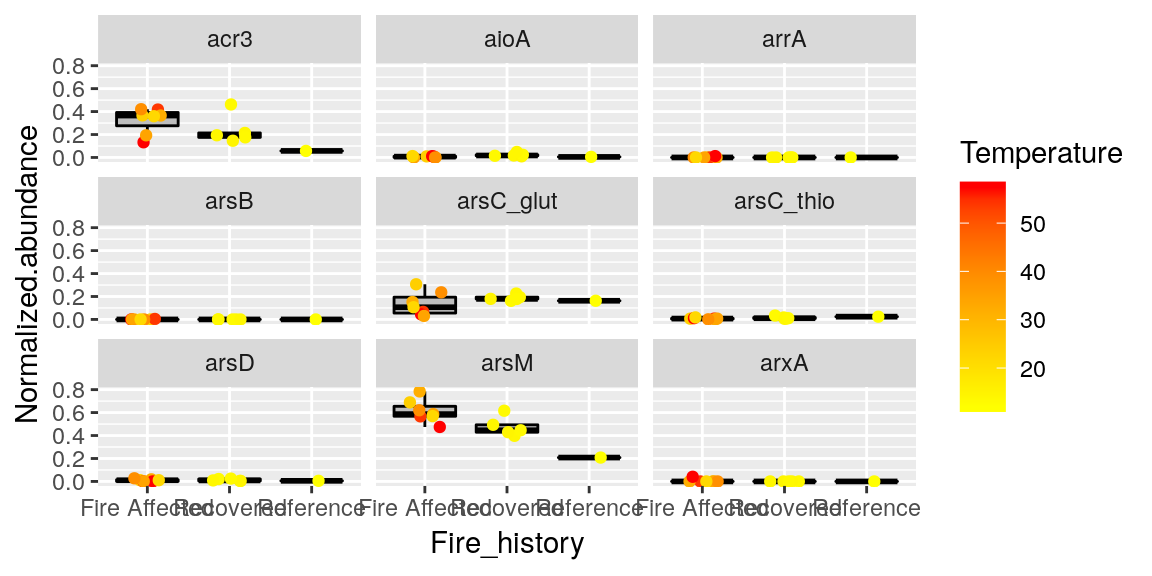 acr3 aioA arrA
0.8
0.6
0.4
0.2
0.0
arsB arsC_glut arsC_thio
0.8
0.6
0.4
0.2
0.0
arsD arsM arxA
0.8
0.6
0.4
0.2
0.0
Fire Affected Recovered Reference Fire Affected Recovered Reference Fire Affected Recovered Reference
Fire_history
Normalized.abundance
Temperature
50
40
30
20